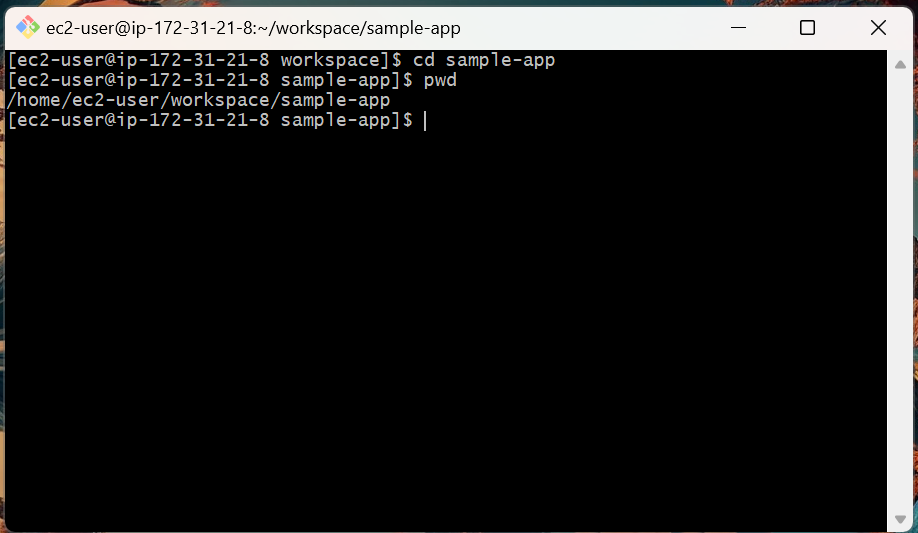 ec2-user@ip-172-31-21-8:~/workspace/sample-app
[ec2-user@ip-172-31-21-8 workspace]$ cd sample-app
[ec2-user@ip-172-31-21-8 sample-app]$ pwd
/home/ec2-user/workspace/sample-app
[ec2-user@ip-172-31-21-8 sample-app]$